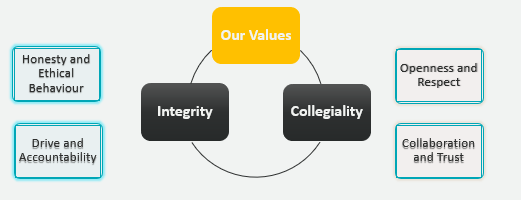 Our Values
Honesty and
Ethical
Behaviour
Openness and
Respect
Integrity
Collegiality
Drive and
Accountability
Collaboration
and Trust